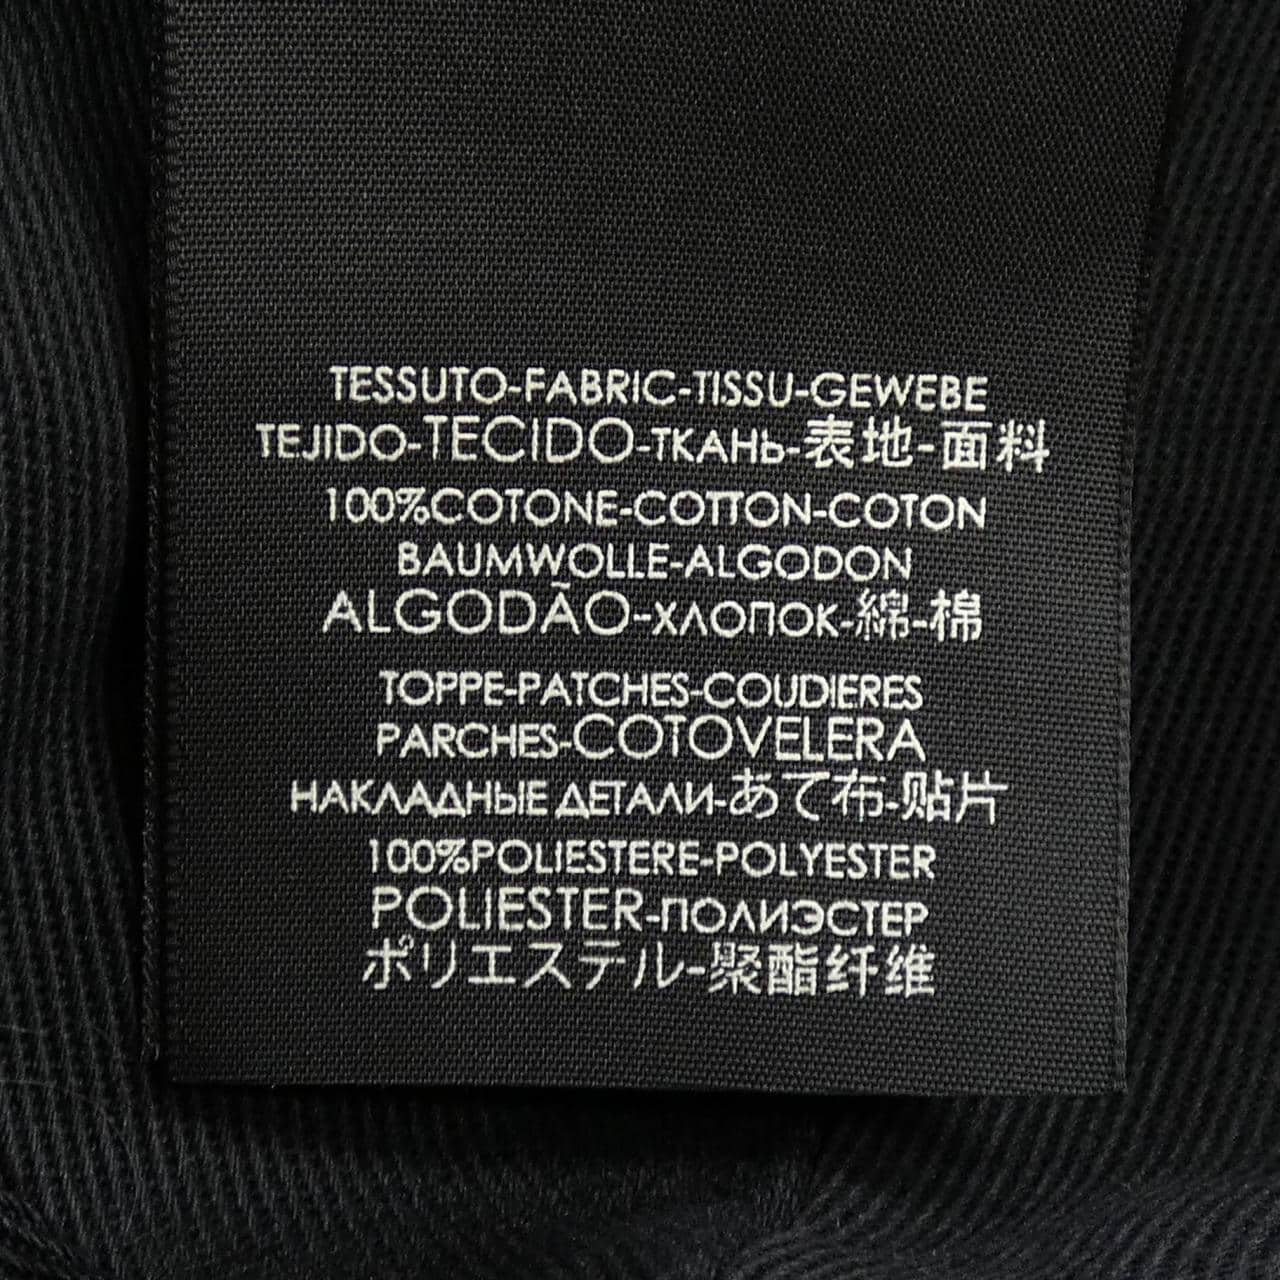 TESSUTO-FABRIC-TISSU-GEWEBE
TEJIDO-TECIDO-ТКАНЬ-表地-面料
100%COTONE-COTTON-COTON
BAUMWOLLE-ALGODON
ALGODÃO-ХЛОПОК-綿-棉
TOPPE-PATCHES-COUDIERES
PARCHES-COTOVELERA
НАКЛАДНЫЕ ДЕТАЛИ-あて布-贴片
100%POLIESTERE-POLYESTER
POLIESTER-ПОЛИЭСТЕР
ポリエステル-聚酯纤维